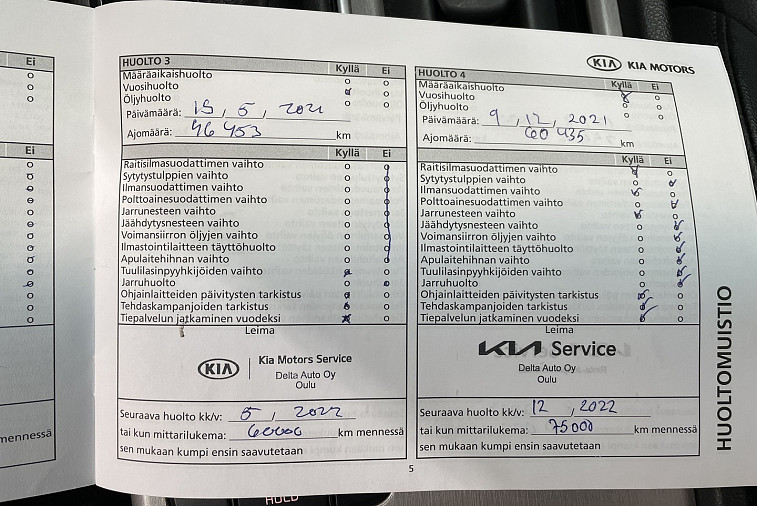 Ei
Ei
mennessä
HUOLTO 3
Kyllä Ei
Määräaikaishuolto
Vuosihuolto
Öljyhuolto
Päivämäärä: 15, 5, 2021
Ajomäärä: 46 453 km
Kyllä Ei
Raitisilmasuodattimen vaihto
Sytytystulppien vaihto
Ilmansuodattimen vaihto
Polttoainesuodattimen vaihto
Jarrunesteen vaihto
Jäähdytysnesteen vaihto
Voimansiirron öljyjen vaihto
Ilmastointilaitteen täyttöhuolto
Apulaitehihnan vaihto
Tuulilasinpyyhkijöiden vaihto
Jarruhuolto
Ohjainlaitteiden päivitysten tarkistus
Tehdaskampanjoiden tarkistus
Tiepalvelun jatkaminen vuodeksi
Leima
KIA Kia Motors Service
Delta Auto Oy
Oulu
Seuraava huolto kk/v: 5, 2022
tai kun mittarilukema: 60000 km mennessä
sen mukaan kumpi ensin saavutetaan
KIA KIA MOTORS
HUOLTO 4
Kyllä Ei
Määräaikaishuolto
Vuosihuolto
Öljyhuolto
Päivämäärä: 9, 12, 2021
Ajomäärä: 60 935 km
Kyllä Ei
Raitisilmasuodattimen vaihto
Sytytystulppien vaihto
Ilmansuodattimen vaihto
Polttoainesuodattimen vaihto
Jarrunesteen vaihto
Jäähdytysnesteen vaihto
Voimansiirron öljyjen vaihto
Ilmastointilaitteen täyttöhuolto
Apulaitehihnan vaihto
Tuulilasinpyyhkijöiden vaihto
Jarruhuolto
Ohjainlaitteiden päivitysten tarkistus
Tehdaskampanjoiden tarkistus
Tiepalvelun jatkaminen vuodeksi
Leima
KIA Service
Delta Auto Oy
Oulu
Seuraava huolto kk/v: 12, 2022
tai kun mittarilukema: 75000 km mennessä
sen mukaan kumpi ensin saavutetaan
HUOLTOMUISTIO
5
HOLD